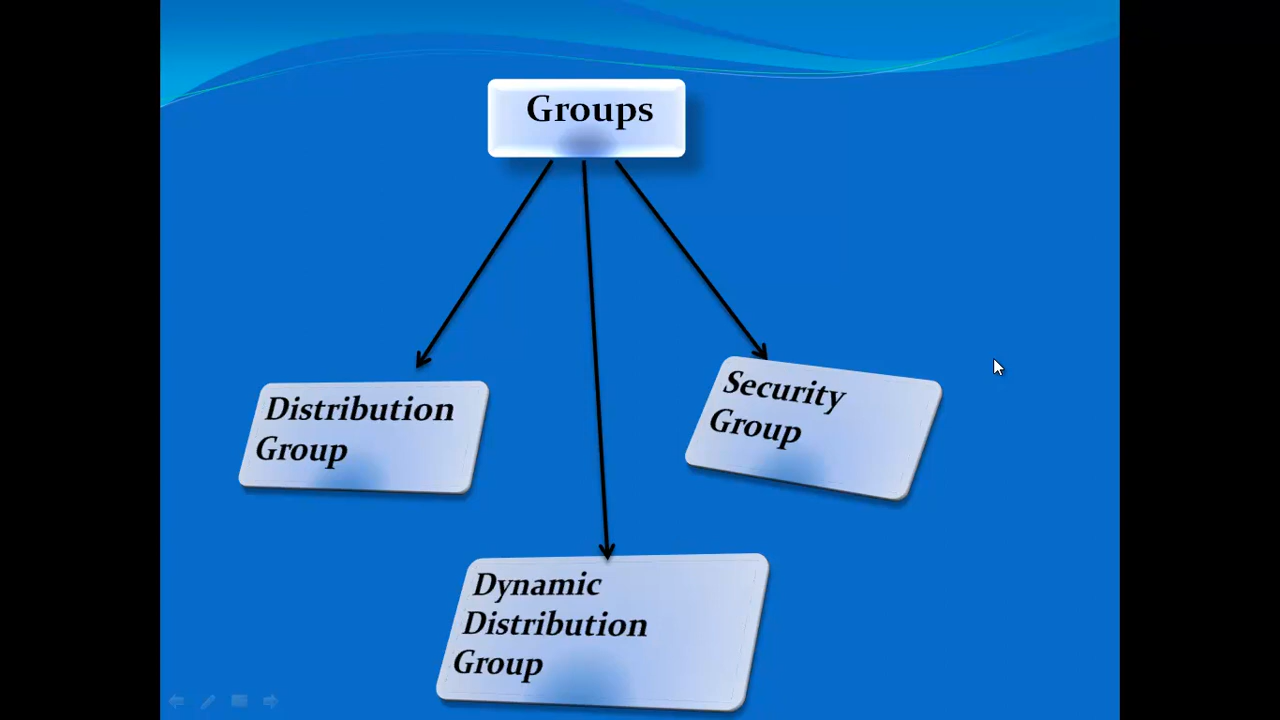 Groups
Distribution
Group
Security
Group
Dynamic
Distribution
Group